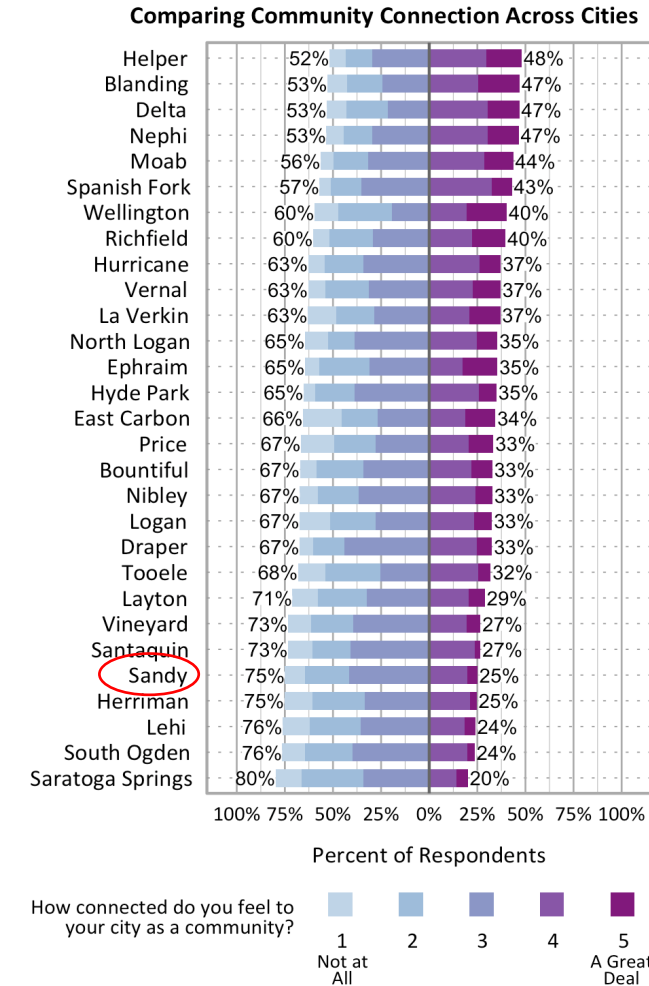 Comparing Community Connection Across Cities
Helper 52% 48%
Blanding 53% 47%
Delta 53% 47%
Nephi 53% 47%
Moab 56% 44%
Spanish Fork 57% 43%
Wellington 60% 40%
Richfield 60% 40%
Hurricane 63% 37%
Vernal 63% 37%
La Verkin 63% 37%
North Logan 65% 35%
Ephraim 65% 35%
Hyde Park 65% 35%
East Carbon 66% 34%
Price 67% 33%
Bountiful 67% 33%
Nibley 67% 33%
Logan 67% 33%
Draper 67% 33%
Tooele 68% 32%
Layton 71% 29%
Vineyard 73% 27%
Santaquin 73% 27%
Sandy 75% 25%
Herriman 75% 25%
Lehi 76% 24%
South Ogden 76% 24%
Saratoga Springs 80% 20%
100% 75% 50% 25% 0% 25% 50% 75% 100%
Percent of Respondents
How connected do you feel to
your city as a community?
1 2 3 4 5
Not at
All
A Great
Deal